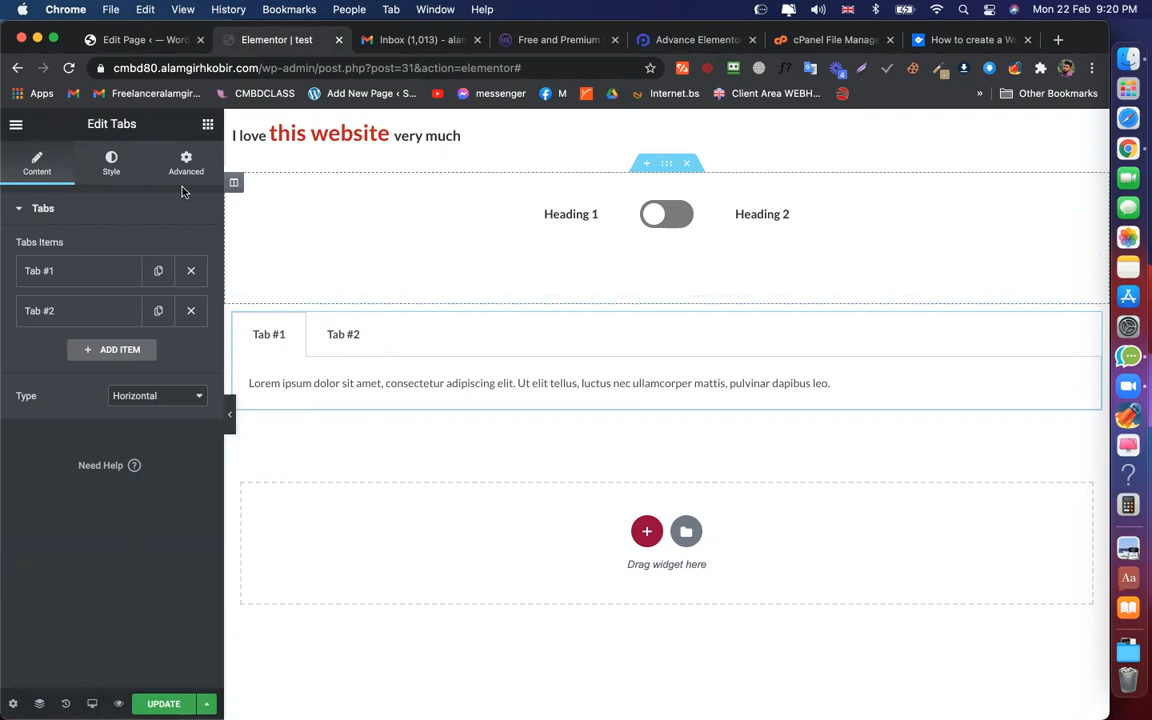 Chrome File Edit View History Bookmarks People Tab Window Help Mon 22 Feb 9:20 PM
Edit Page ‹ — Word Elementor | test Inbox (1,013) - alan Free and Premium Advance Elemento cPanel File Manage How to create a W
cmbd80.alamgirhkobir.com/wp-admin/post.php?post=31&action=elementor#
Apps Freelanceralamgir... CMBDCLASS Add New Page ‹ S... messenger M Internet.bs Client Area WEBH... » Other Bookmarks
Edit Tabs
Content Style Advanced
Tabs
Tabs Items
Tab #1
Tab #2
+ ADD ITEM
Type Horizontal
Need Help ?
UPDATE
I love this website very much
Heading 1 Heading 2
Tab #1 Tab #2
Lorem ipsum dolor sit amet, consectetur adipiscing elit. Ut elit tellus, luctus nec ullamcorper mattis, pulvinar dapibus leo.
Drag widget here